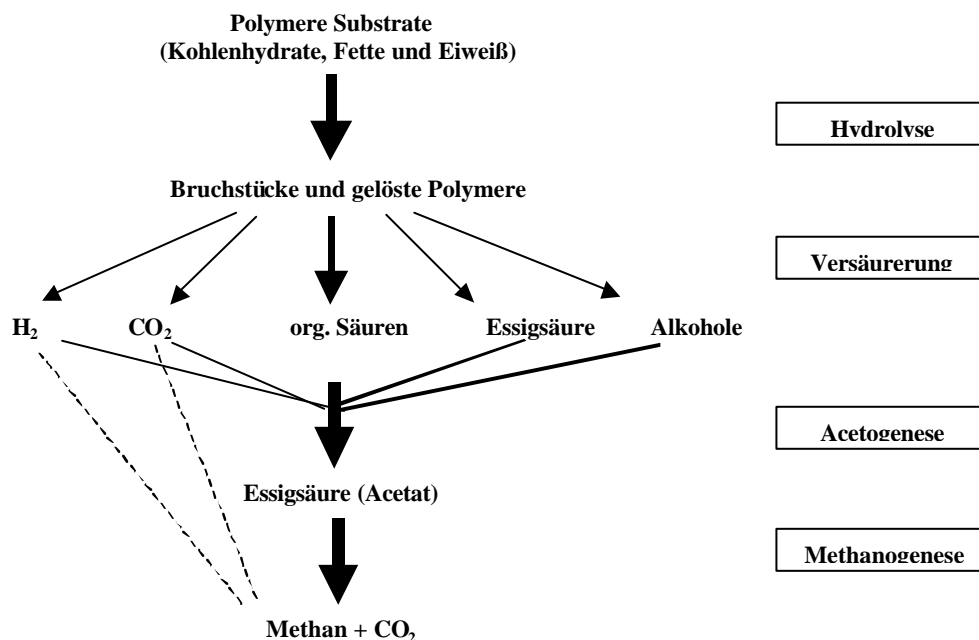 Polymere Substrate
(Kohlenhydrate, Fette und Eiweiß)
Hydrolyse
Bruchstücke und gelöste Polymere
Versäurerung
H₂ CO₂ org. Säuren Essigsäure Alkohole
Acetogenese
Essigsäure (Acetat)
Methanogenese
Methan + CO₂